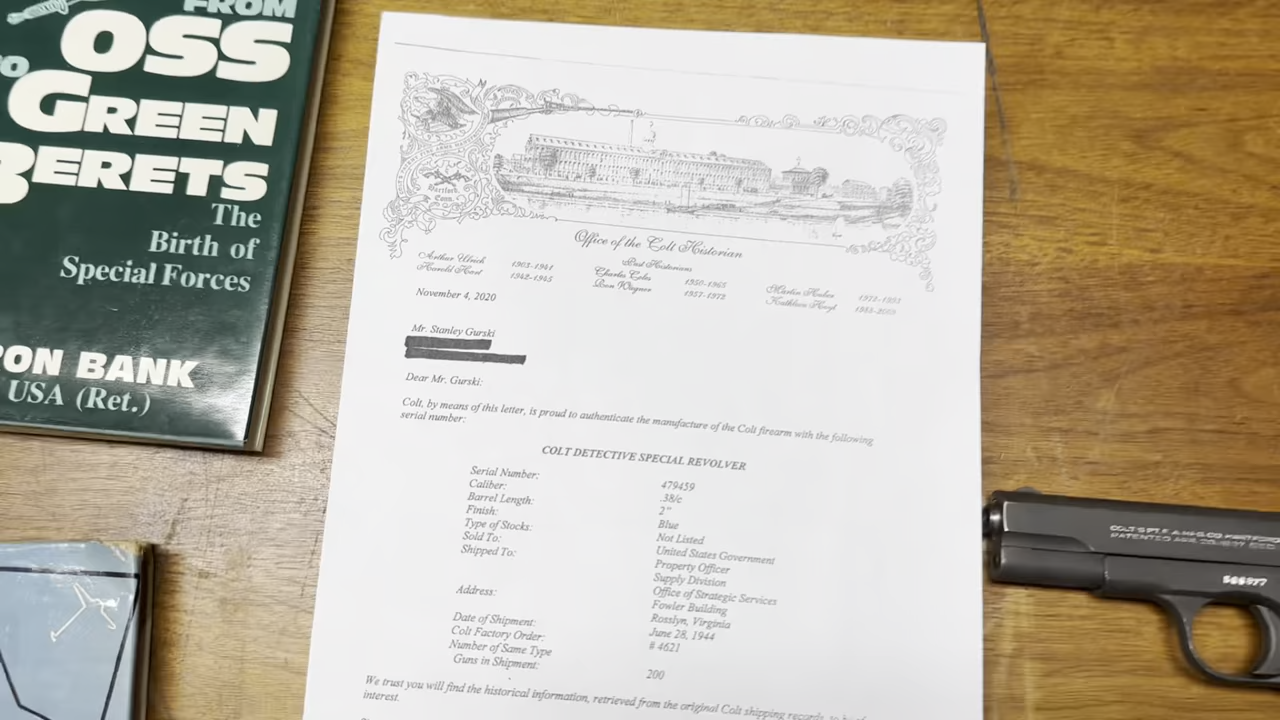 FROM
OSS
TO
GREEN
BERETS
The
Birth of
Special Forces
RON BANK
USA (Ret.)
Hartford,
Conn.
Office of the Colt Historian
Past Historians
Arthur Ulrich 1903-1941
Harold Hart 1942-1945
Charles Coles 1950-1965
Ron Wagner 1957-1972
Martin Huber
Kathleen Hoyt
November 4, 2020
Mr. Stanley Gurski
Dear Mr. Gurski:
Colt, by means of this letter, is proud to authenticate the manufacture of the Colt firearm with the following
serial number:
COLT DETECTIVE SPECIAL REVOLVER
Serial Number: 479459
Caliber: .38/c
Barrel Length: 2"
Finish: Blue
Type of Stocks: Not Listed
Sold To: United States Government
Shipped To: Property Officer
Supply Division
Office of Strategic Services
Address: Fowler Building
Rosslyn, Virginia
Date of Shipment: June 28, 1944
Colt Factory Order: # 4621
Number of Same Type
Guns in Shipment: 200
We trust you will find the historical information, retrieved from the original Colt shipping records, to be of
interest.
COLT'S PT. F. A. MFG. CO. HARTFORD